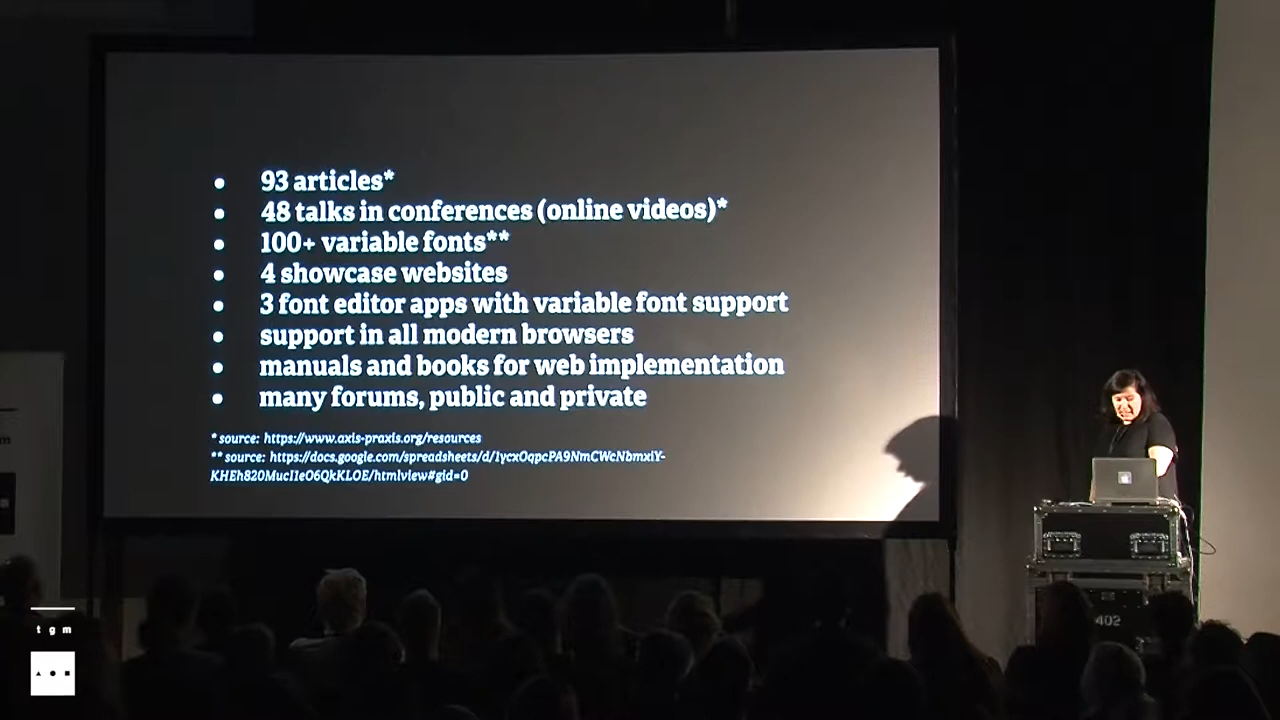 • 93 articles*
• 48 talks in conferences (online videos)*
• 100+ variable fonts**
• 4 showcase websites
• 3 font editor apps with variable font support
• support in all modern browsers
• manuals and books for web implementation
• many forums, public and private
* source: https://www.axis-praxis.org/resources
** source: https://docs.google.com/spreadsheets/d/1ycxOqpcPA9NmCWcNbmxiY-
KHEh820MucI1eO6QkKLOE/htmlview#gid=0
402
t g m